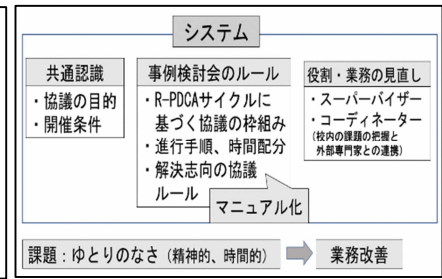 システム
共通認識
・協議の目的
・開催条件
事例検討会のルール
・R-PDCAサイクルに
基づく協議の枠組み
・進行手順、時間配分
・解決志向の協議
ルール
マニュアル化
役割・業務の見直し
・スーパーバイザー
・コーディネーター
(校内の課題の把握と
外部専門家との連携)
課題：ゆとりのなさ（精神的、時間的）
業務改善